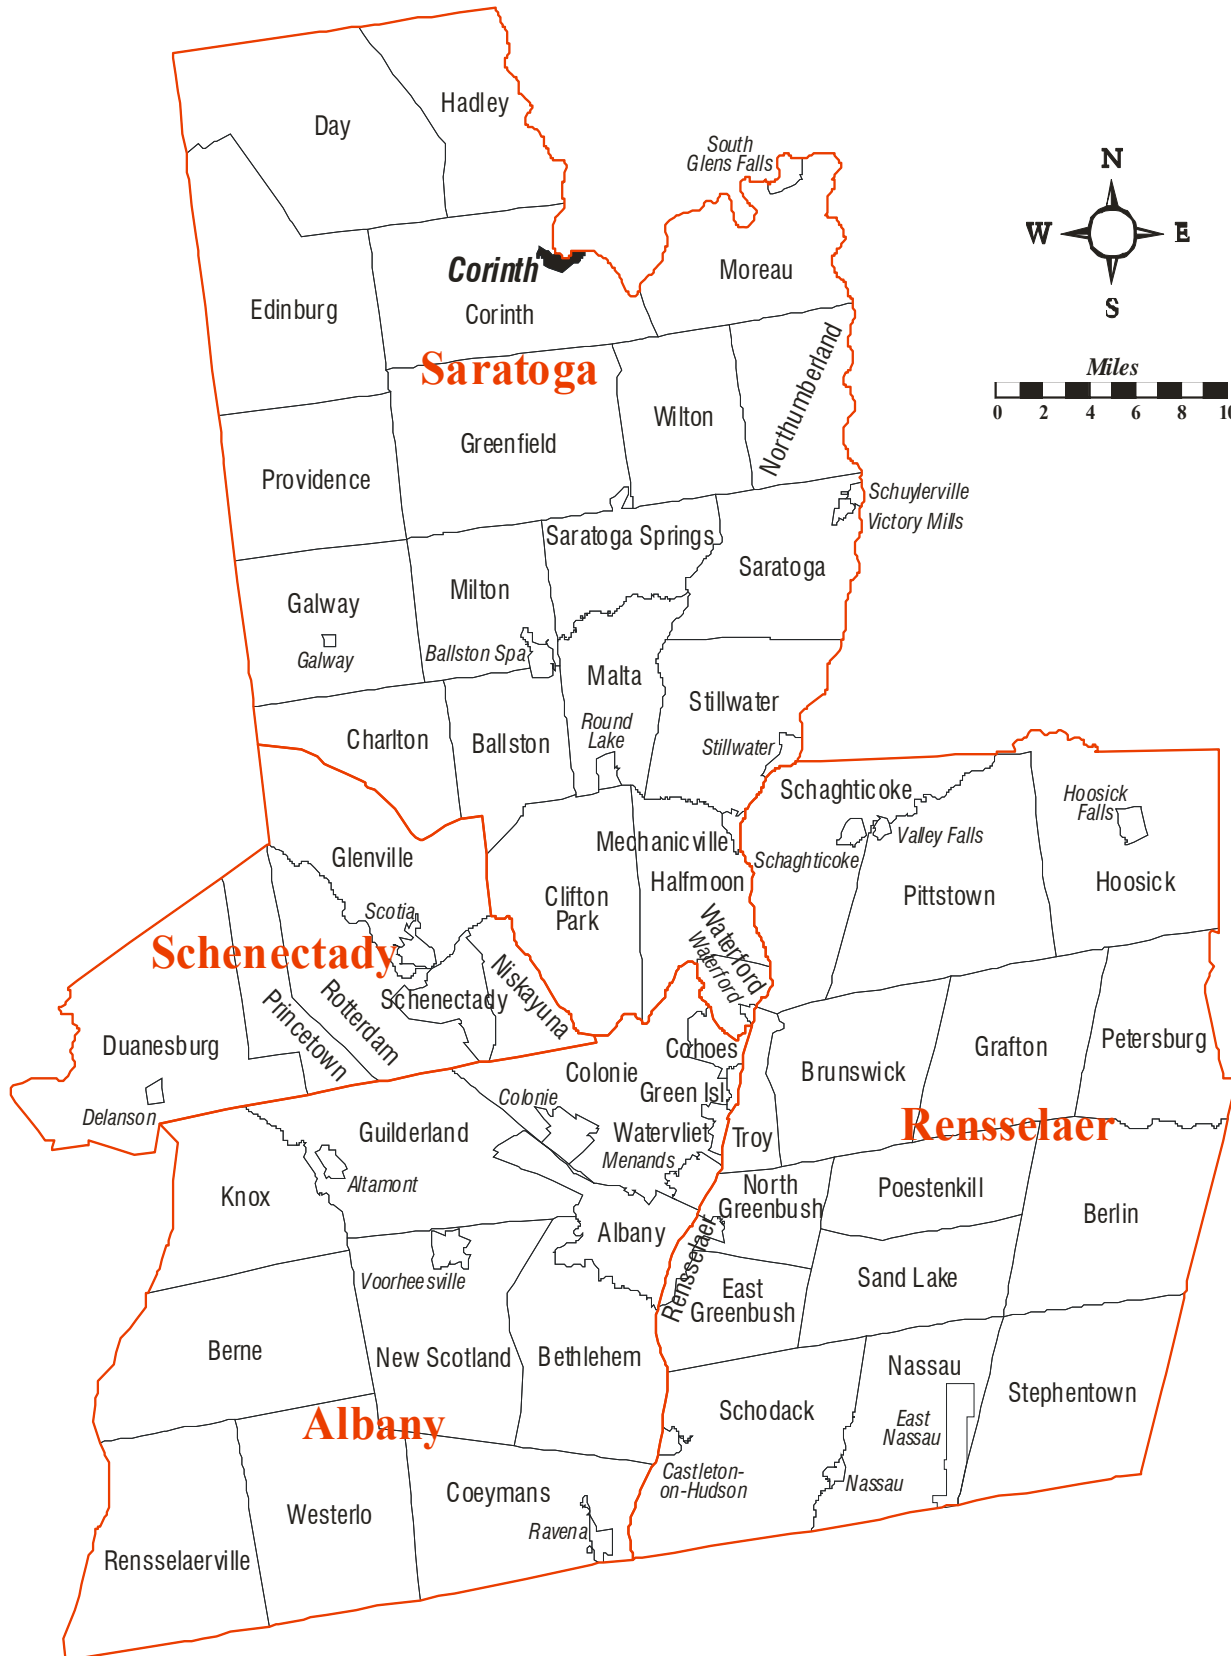 Hadley
Day
South
Glens Falls
N
W
E
S
Corinth
Moreau
Edinburg
Corinth
Northumberland
Miles
0 2 4 6 8 10
Saratoga
Wilton
Greenfield
Providence
Schuylerville
Victory Mills
Saratoga Springs
Saratoga
Milton
Galway
Galway
Ballston Spa
Malta
Stillwater
Round
Lake
Charlton
Ballston
Stillwater
Schaghticoke
Hoosick
Falls
Mechanicville
Valley Falls
Schaghticoke
Glenville
Halfmoon
Hoosick
Clifton
Park
Pittstown
Scotia
Waterford
Waterford
Schenectady
Niskayuna
Schenectady
Rotterdam
Princetown
Duanesburg
Cohoes
Grafton
Petersburg
Colonie
Brunswick
Green Isl.
Colonie
Delanson
Rensselaer
Guilderland
Watervliet
Troy
Menands
Altamont
North
Greenbush
Poestenkill
Knox
Berlin
Albany
Rensselaer
Voorheesville
Sand Lake
East
Greenbush
Berne
New Scotland
Bethlehem
Nassau
Stephentown
Schodack
Albany
East
Nassau
Castleton-
on-Hudson
Nassau
Coeymans
Westerlo
Ravena
Rensselaerville